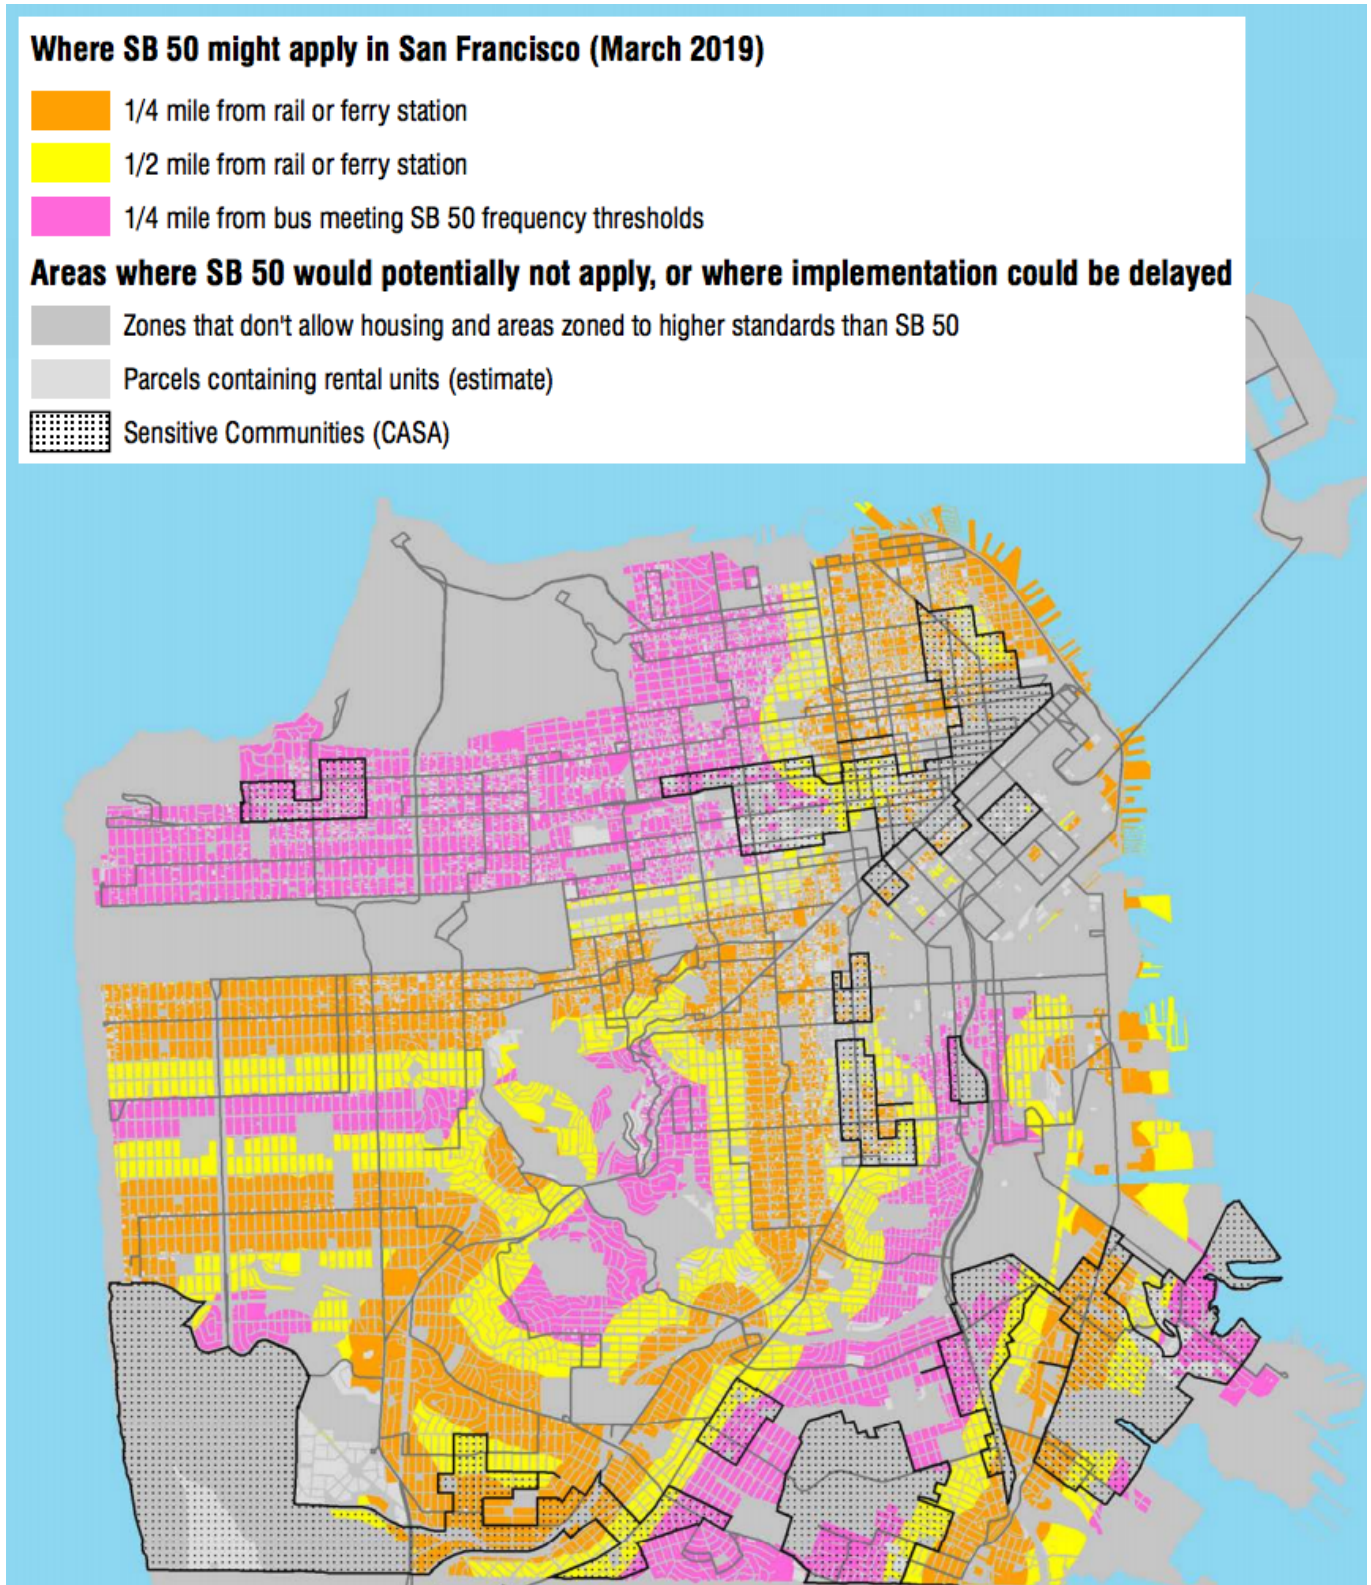 Where SB 50 might apply in San Francisco (March 2019)
1/4 mile from rail or ferry station
1/2 mile from rail or ferry station
1/4 mile from bus meeting SB 50 frequency thresholds
Areas where SB 50 would potentially not apply, or where implementation could be delayed
Zones that don't allow housing and areas zoned to higher standards than SB 50
Parcels containing rental units (estimate)
Sensitive Communities (CASA)